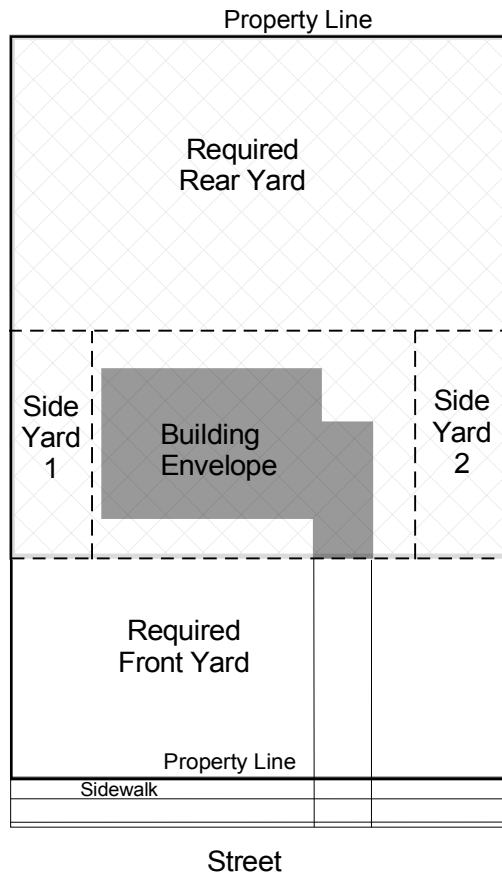 Property Line
Required
Rear Yard
Side
Yard
1
Building
Envelope
Side
Yard
2
Required
Front Yard
Property Line
Sidewalk
Street